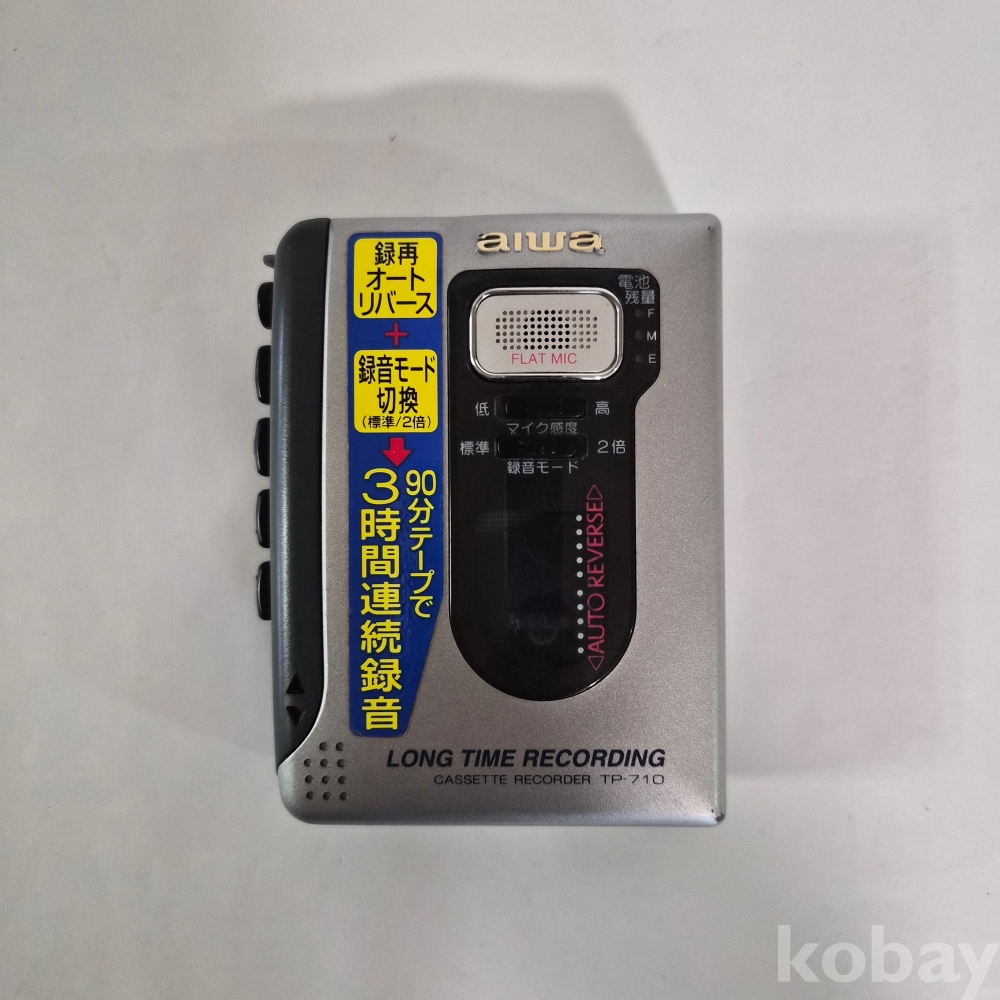 aiwa
録再
オート
リバース
+
録音モード
切換
(標準/2倍)
90分テープで
3時間連続録音
電池
残量
F
M
E
FLAT MIC
低 高
マイク感度
標準 2倍
録音モード
AUTO REVERSE
LONG TIME RECORDING
CASSETTE RECORDER TP-710
kobay